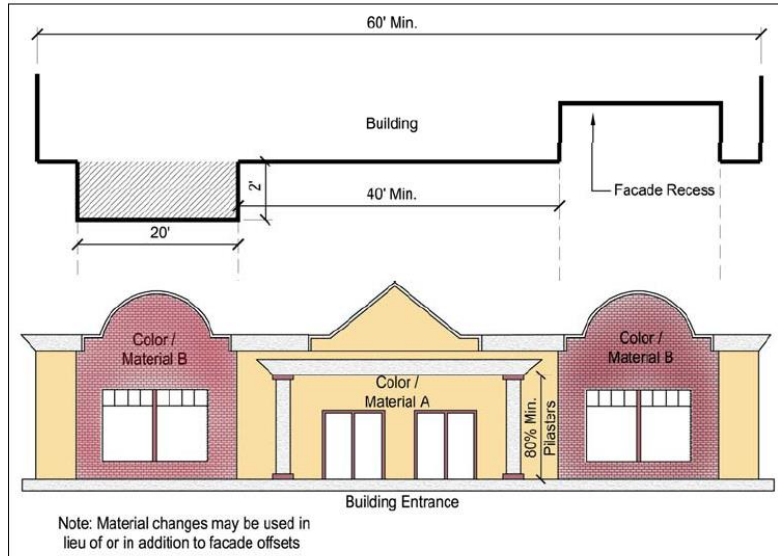 60' Min.
Building
2'
Facade Recess
40' Min.
20'
Color /
Material B
Color /
Material A
Color /
Material B
80% Min.
Pilasters
Building Entrance
Note: Material changes may be used in
lieu of or in addition to facade offsets